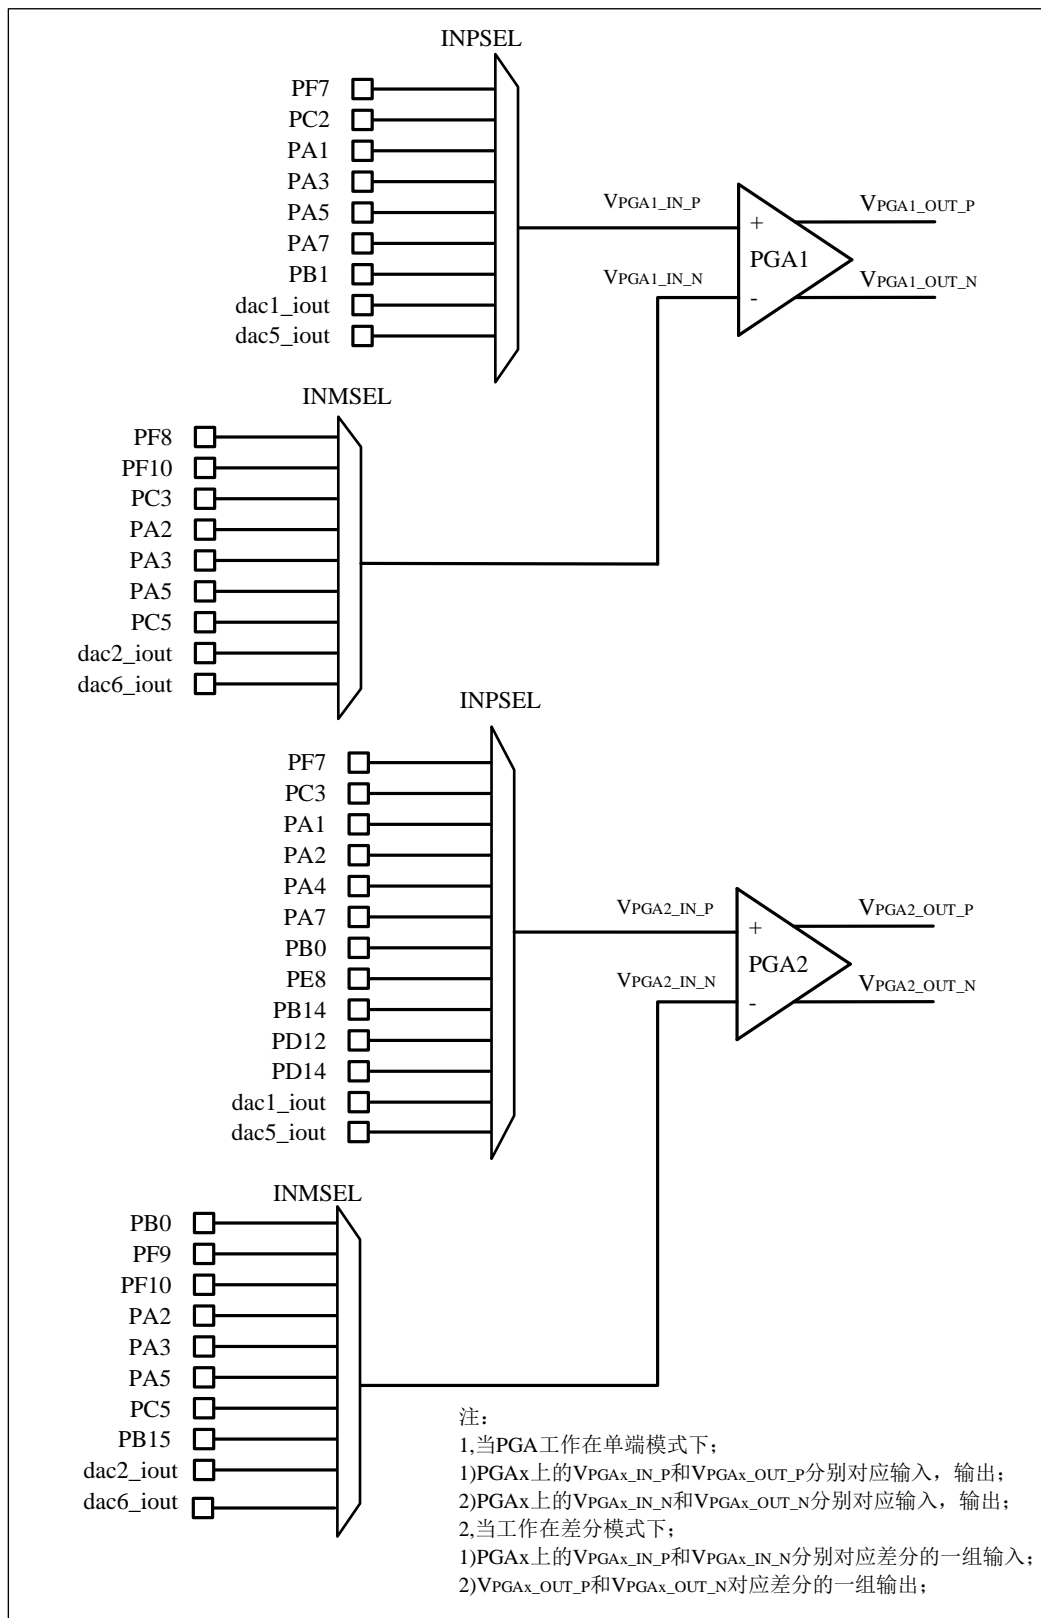 INPSEL
PF7
PC2
PA1
PA3
PA5
PA7
PB1
dac1_iout
dac5_iout
VPGA1_IN_P
VPGA1_OUT_P
+
PGA1
VPGA1_IN_N
VPGA1_OUT_N
-
INMSEL
PF8
PF10
PC3
PA2
PA3
PA5
PC5
dac2_iout
dac6_iout
INPSEL
PF7
PC3
PA1
PA2
PA4
PA7
PB0
PE8
PB14
PD12
PD14
dac1_iout
dac5_iout
VPGA2_IN_P
VPGA2_OUT_P
+
PGA2
VPGA2_IN_N
VPGA2_OUT_N
-
INMSEL
PB0
PF9
PF10
PA2
PA3
PA5
PC5
PB15
dac2_iout
dac6_iout
注：
1,当PGA工作在单端模式下；
1)PGAx上的VPGAx_IN_P和VPGAx_OUT_P分别对应输入，输出；
2)PGAx上的VPGAx_IN_N和VPGAx_OUT_N分别对应输入，输出；
2,当工作在差分模式下；
1)PGAx上的VPGAx_IN_P和VPGAx_IN_N分别对应差分的一组输入；
2)VPGAx_OUT_P和VPGAx_OUT_N对应差分的一组输出；